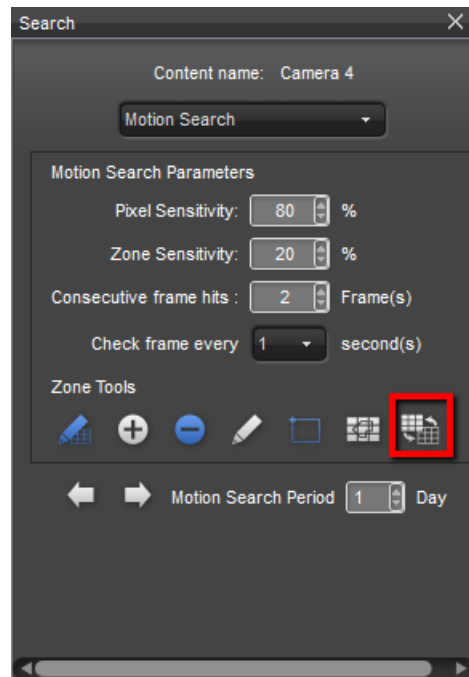 Search
Content name: Camera 4
Motion Search
Motion Search Parameters
Pixel Sensitivity: 80 %
Zone Sensitivity: 20 %
Consecutive frame hits : 2 Frame(s)
Check frame every 1 second(s)
Zone Tools
Motion Search Period 1 Day